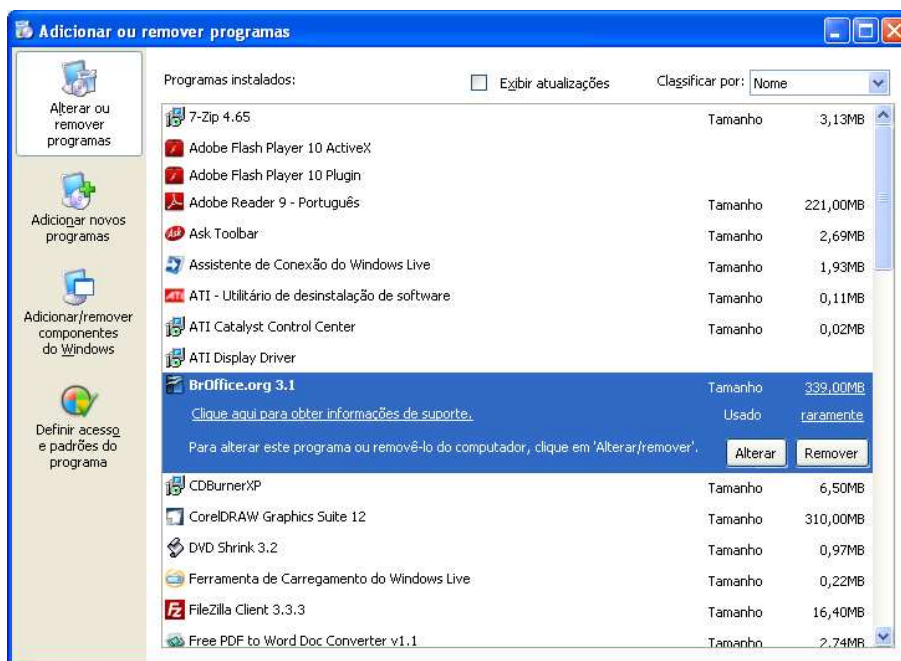 Adicionar ou remover programas
Alterar ou
remover
programas
Adicionar novos
programas
Adicionar/remover
componentes
do Windows
Definir acesso
e padrões do
programa
Programas instalados: Exibir atualizações Classificar por: Nome
7-Zip 4.65 Tamanho 3,13MB
Adobe Flash Player 10 ActiveX
Adobe Flash Player 10 Plugin
Adobe Reader 9 - Português Tamanho 221,00MB
Ask Toolbar Tamanho 2,69MB
Assistente de Conexão do Windows Live Tamanho 1,93MB
ATI - Utilitário de desinstalação de software Tamanho 0,11MB
ATI Catalyst Control Center Tamanho 0,02MB
ATI Display Driver
BrOffice.org 3.1 Tamanho 339,00MB
Clique aqui para obter informações de suporte. Usado raramente
Para alterar este programa ou removê-lo do computador, clique em 'Alterar/remover'. Alterar Remover
CDBurnerXP Tamanho 6,50MB
CorelDRAW Graphics Suite 12 Tamanho 310,00MB
DVD Shrink 3.2 Tamanho 0,97MB
Ferramenta de Carregamento do Windows Live Tamanho 0,22MB
FileZilla Client 3.3.3 Tamanho 16,40MB
Free PDF to Word Doc Converter v1.1 Tamanho 2,74MB